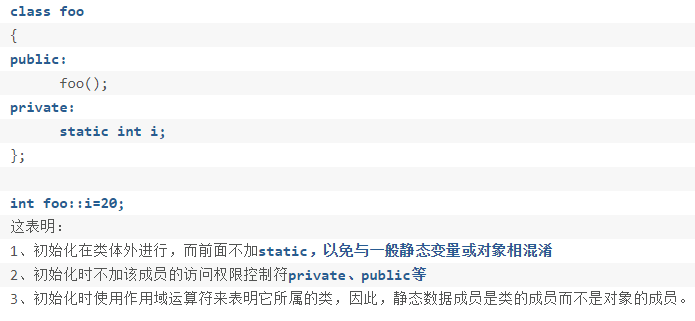 class foo
{
public:
foo();
private:
static int i;
};
int foo::i=20;
这表明：
1、初始化在类体外进行，而前面不加static，以免与一般静态变量或对象相混淆
2、初始化时不加该成员的访问权限控制符private、public等
3、初始化时使用作用域运算符来表明它所属的类，因此，静态数据成员是类的成员而不是对象的成员。